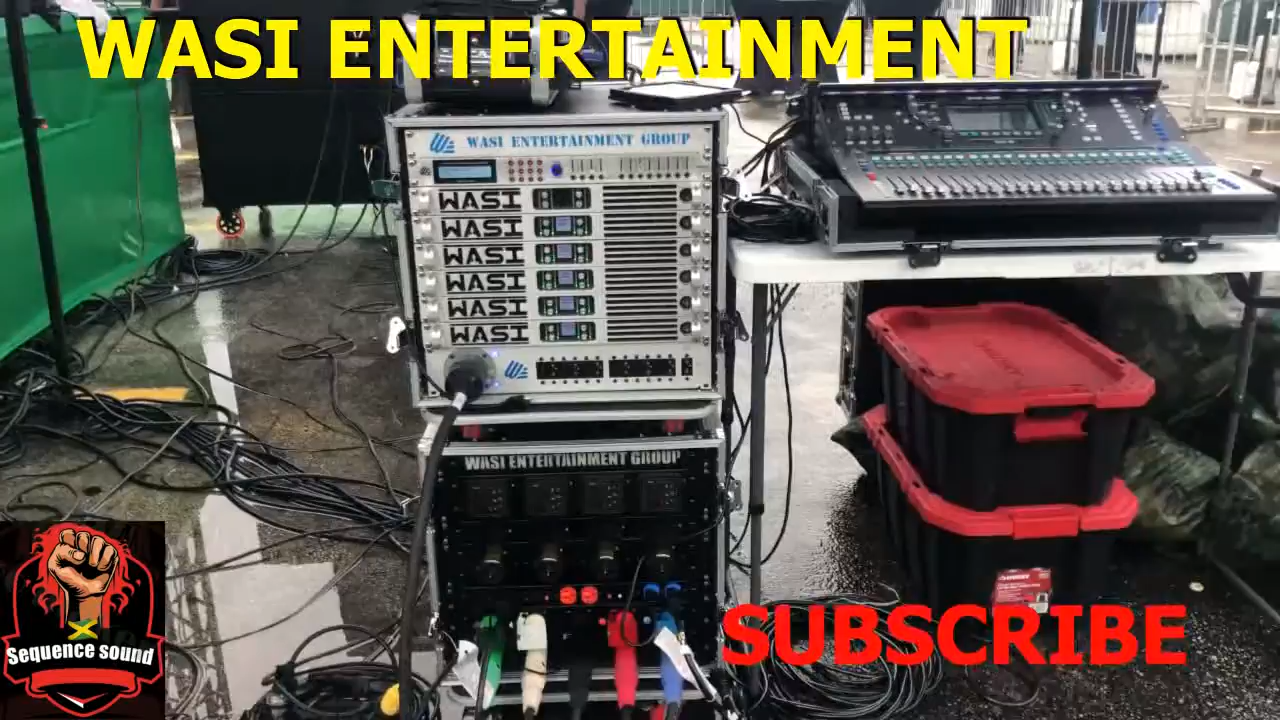 WASI ENTERTAINMENT
WASI ENTERTAINMENT GROUP
WASI
WASI
WASI
WASI
WASI
WASI
WASI ENTERTAINMENT GROUP
Sequence sound
SUBSCRIBE